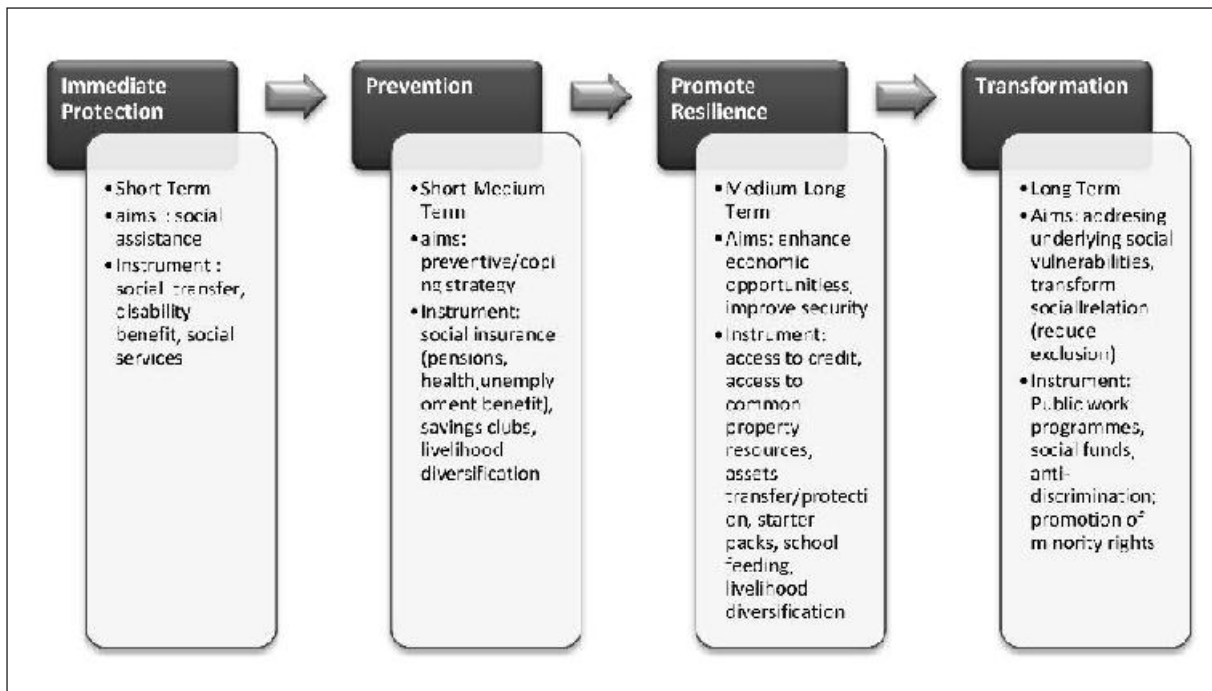 Immediate
Protection
• Short Term
• aims : social
assistance
• Instrument :
social transfer,
disability
benefit, social
services
Prevention
• Short Medium
Term
• aims:
preventive/copi
ng strategy
• Instrument:
social insurance
(pensions,
health,unemply
oment benefit),
savings clubs,
livelihood
diversification
Promote
Resilience
• Medium Long
Term
• Aims: enhance
economic
opportunitiess,
improve security
• Instrument:
access to credit,
access to
common
property
resources,
assets
transfer/protecti
on, starter
packs, school
feeding,
livelihood
diversification
Transformation
• Long Term
• Aims: addresing
underlying social
vulnerabilities,
transform
sociallrelation
(reduce
exclusion)
• Instrument:
Public work
programmes,
social funds,
anti-
discrimination;
promotion of
minority rights